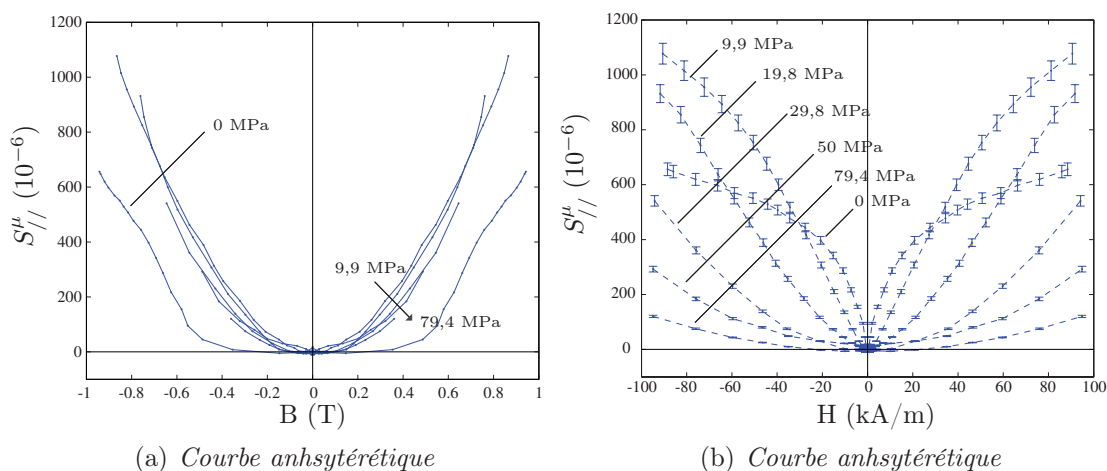 1200
1000
800
600
400
200
0
-1 -0.8 -0.6 -0.4 -0.2 0 0.2 0.4 0.6 0.8 1
S^μ_// (10^−6)
B (T)
0 MPa
9,9 MPa
79,4 MPa
(a) Courbe anhsytérétique
1200
1000
800
600
400
200
0
-100 -80 -60 -40 -20 0 20 40 60 80 100
S^μ_// (10^−6)
H (kA/m)
9,9 MPa
19,8 MPa
29,8 MPa
50 MPa
79,4 MPa
0 MPa
(b) Courbe anhsytérétique